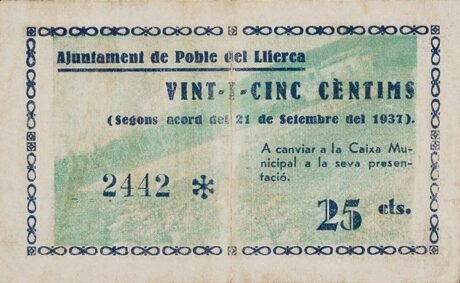 Ajuntament de Poble del Llierca
VINT-I-CINC CÈNTIMS
(Segons acord del 21 de Setembre del 1937).
A canviar a la Caixa Mu-
nicipal a la seva presen-
tació.
2442 *
25 cts.